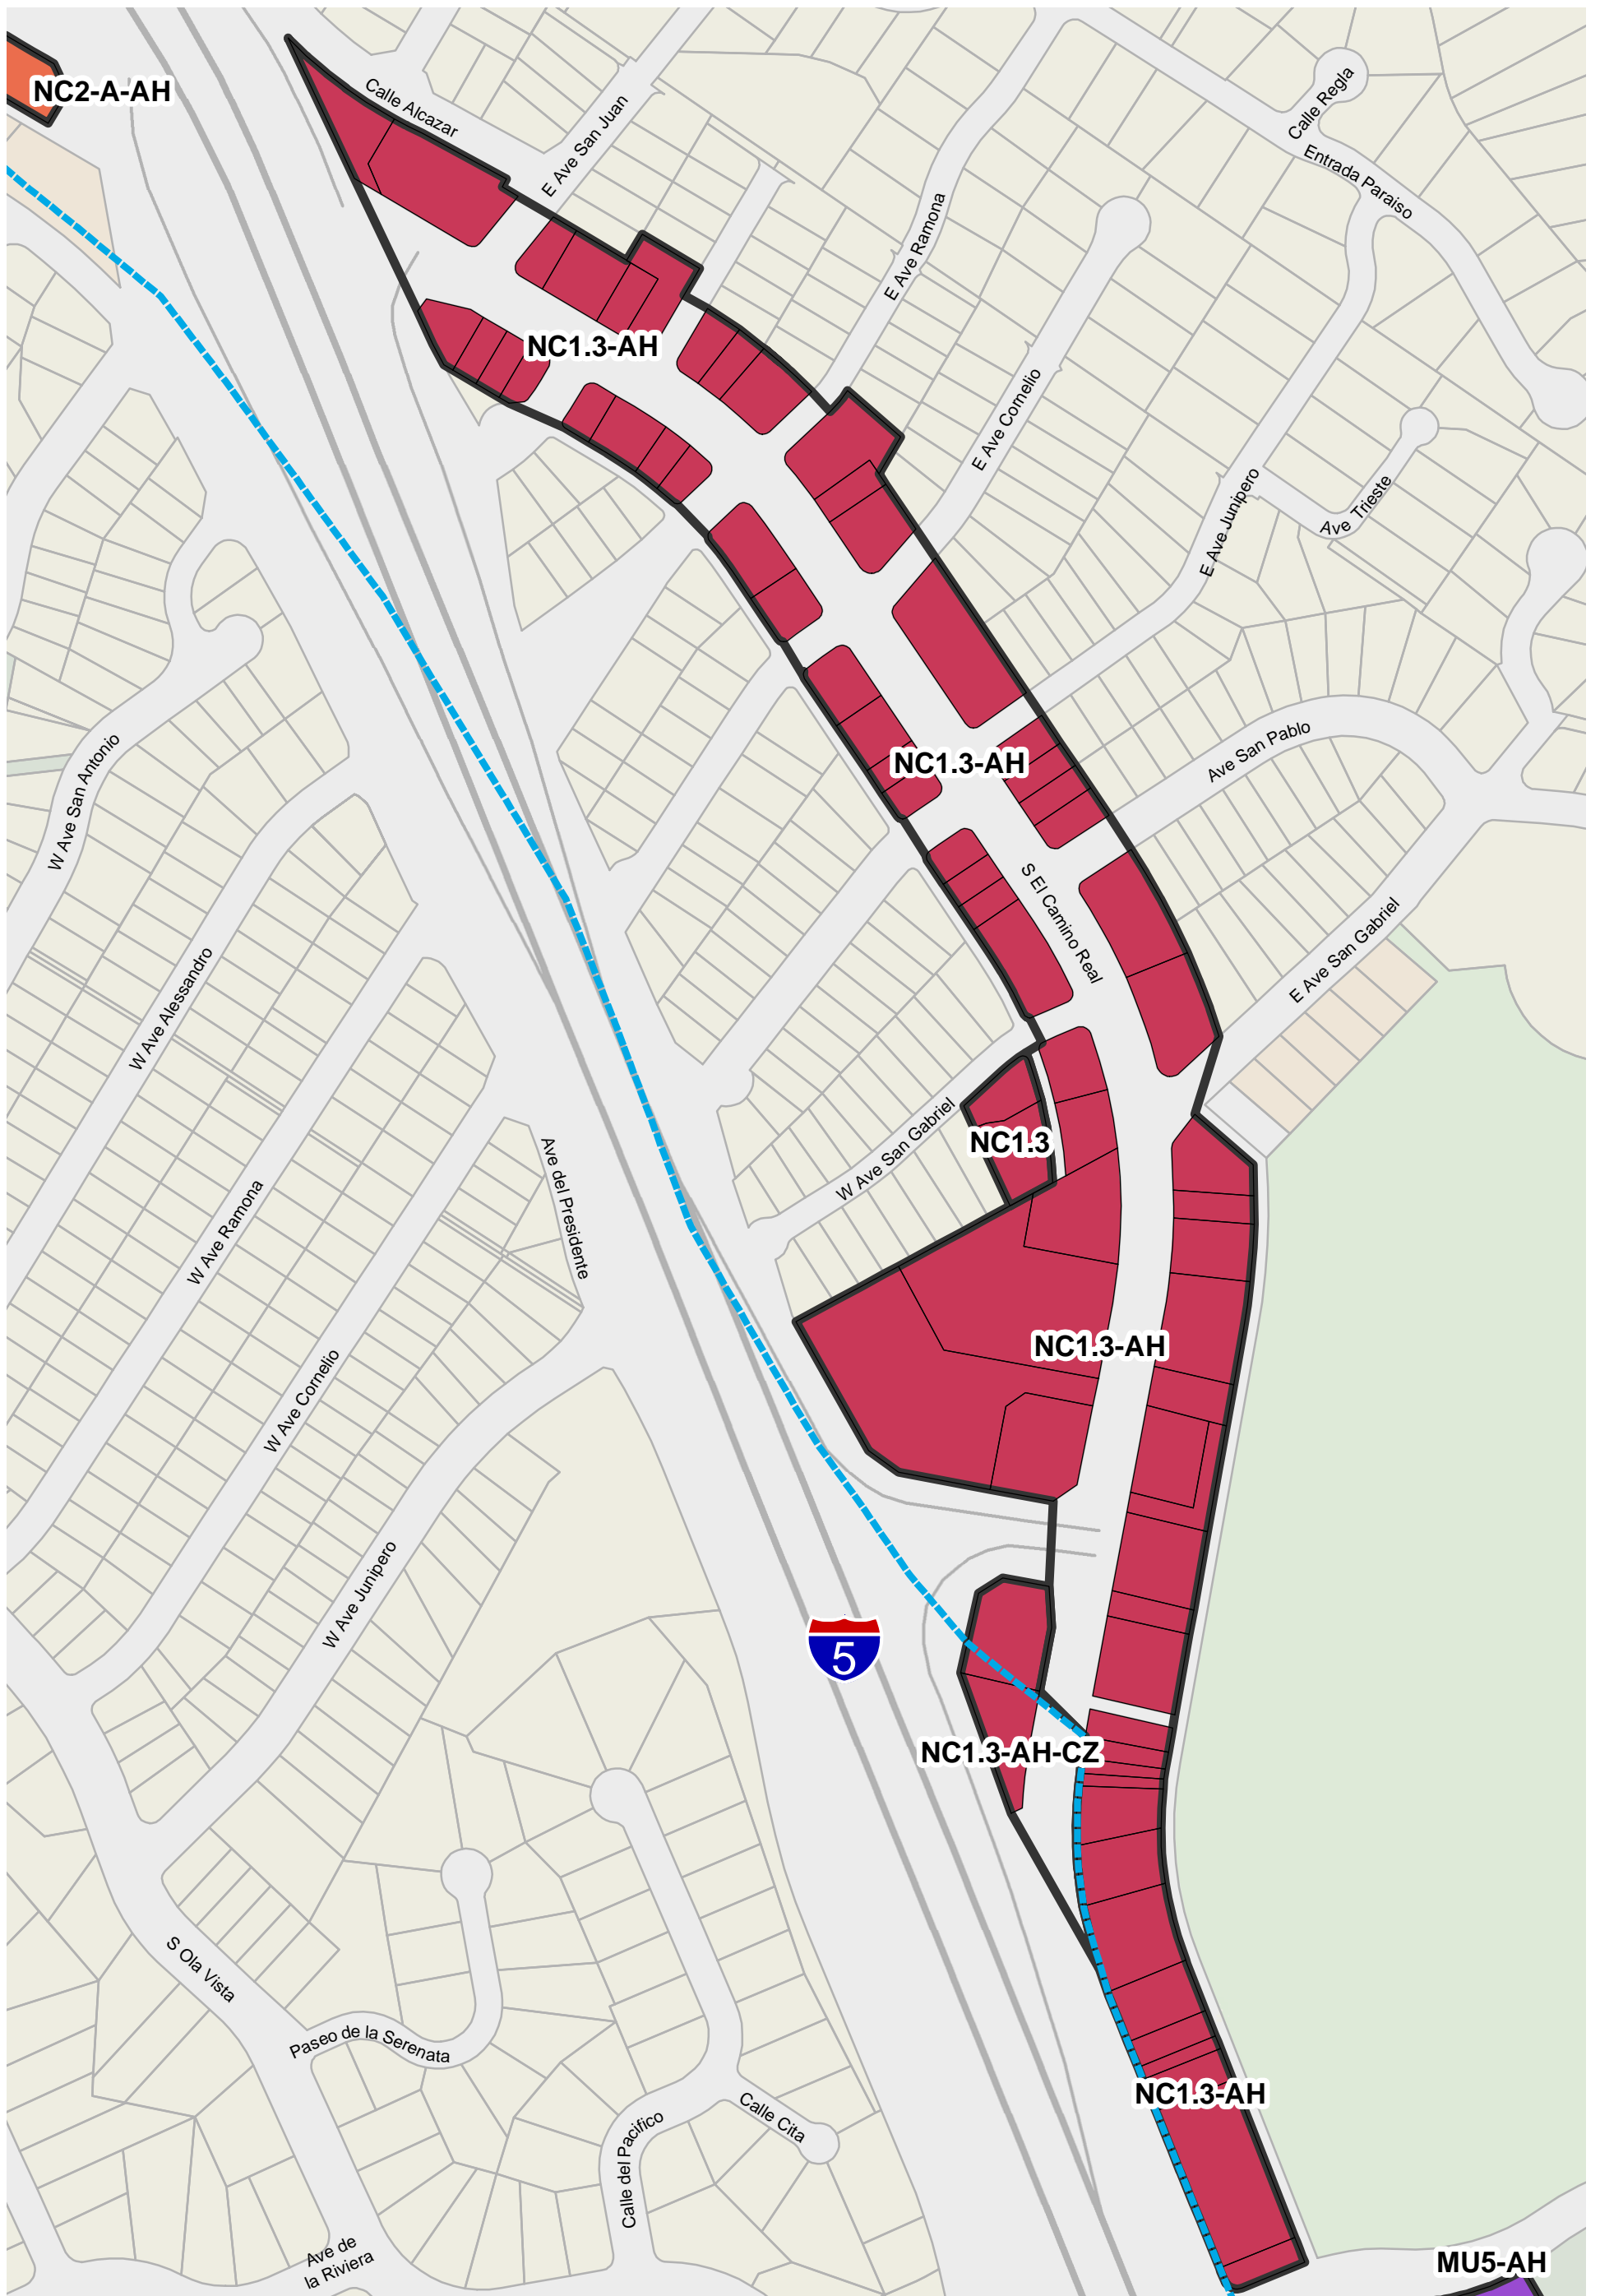 NC2-A-AH
Calle Alcazar
E Ave San Juan
Calle Regla
Entrada Paraiso
E Ave Ramona
NC1.3-AH
E Ave Cornelio
E Ave Junipero
Ave Trieste
W Ave San Antonio
NC1.3-AH
Ave San Pablo
S El Camino Real
E Ave San Gabriel
W Ave Alessandro
W Ave San Gabriel
NC1.3
Ave del Presidente
W Ave Ramona
NC1.3-AH
W Ave Cornelio
W Ave Junipero
5
NC1.3-AH-CZ
S Ola Vista
Paseo de la Serenata
NC1.3-AH
Calle Cita
Calle del Pacifico
Ave de
la Riviera
MU5-AH